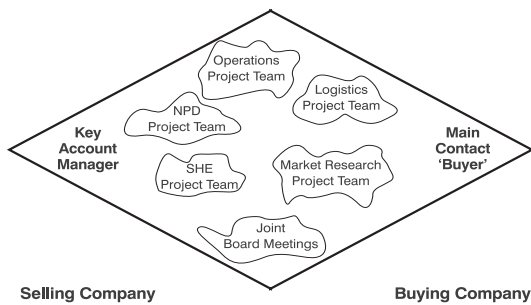 Operations
Project Team
Logistics
Project Team
NPD
Project Team
Key
Account
Manager
Main
Contact
‘Buyer’
SHE
Project Team
Market Research
Project Team
Joint
Board Meetings
Selling Company
Buying Company